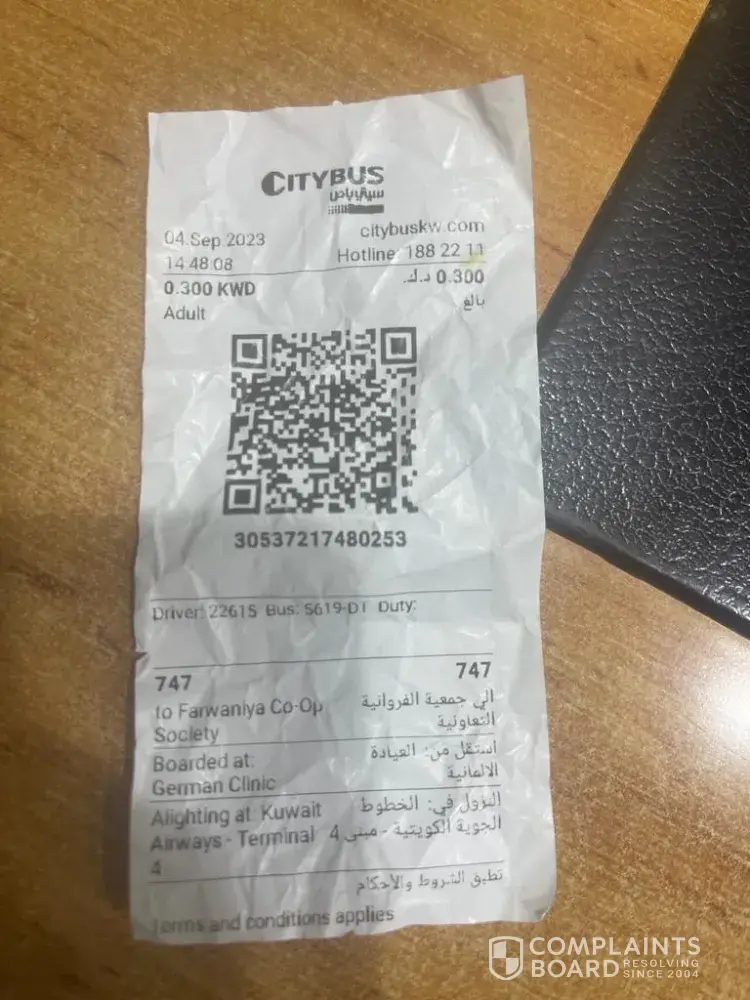 CITYBUS
سيتي باص
04.Sep.2023
citybuskw.com
14:48:08
Hotline: 188 22 11
0.300 KWD
0.300 د.ك.
Adult
بالغ
30537217480253
Driver: 22615 Bus: S619-DT Duty:
747
747
to Farwaniya Co-Op
الي جمعية الفروانية
Society
التعاونية
Boarded at:
استقل من: العيادة
German Clinic
الالمانية
Alighting at: Kuwait
النزول في: الخطوط
Airways - Terminal
الجوية الكويتية - مبنى 4
4
تطبق الشروط والأحكام
Terms and conditions applies
COMPLAINTS
BOARD RESOLVING
SINCE 2004